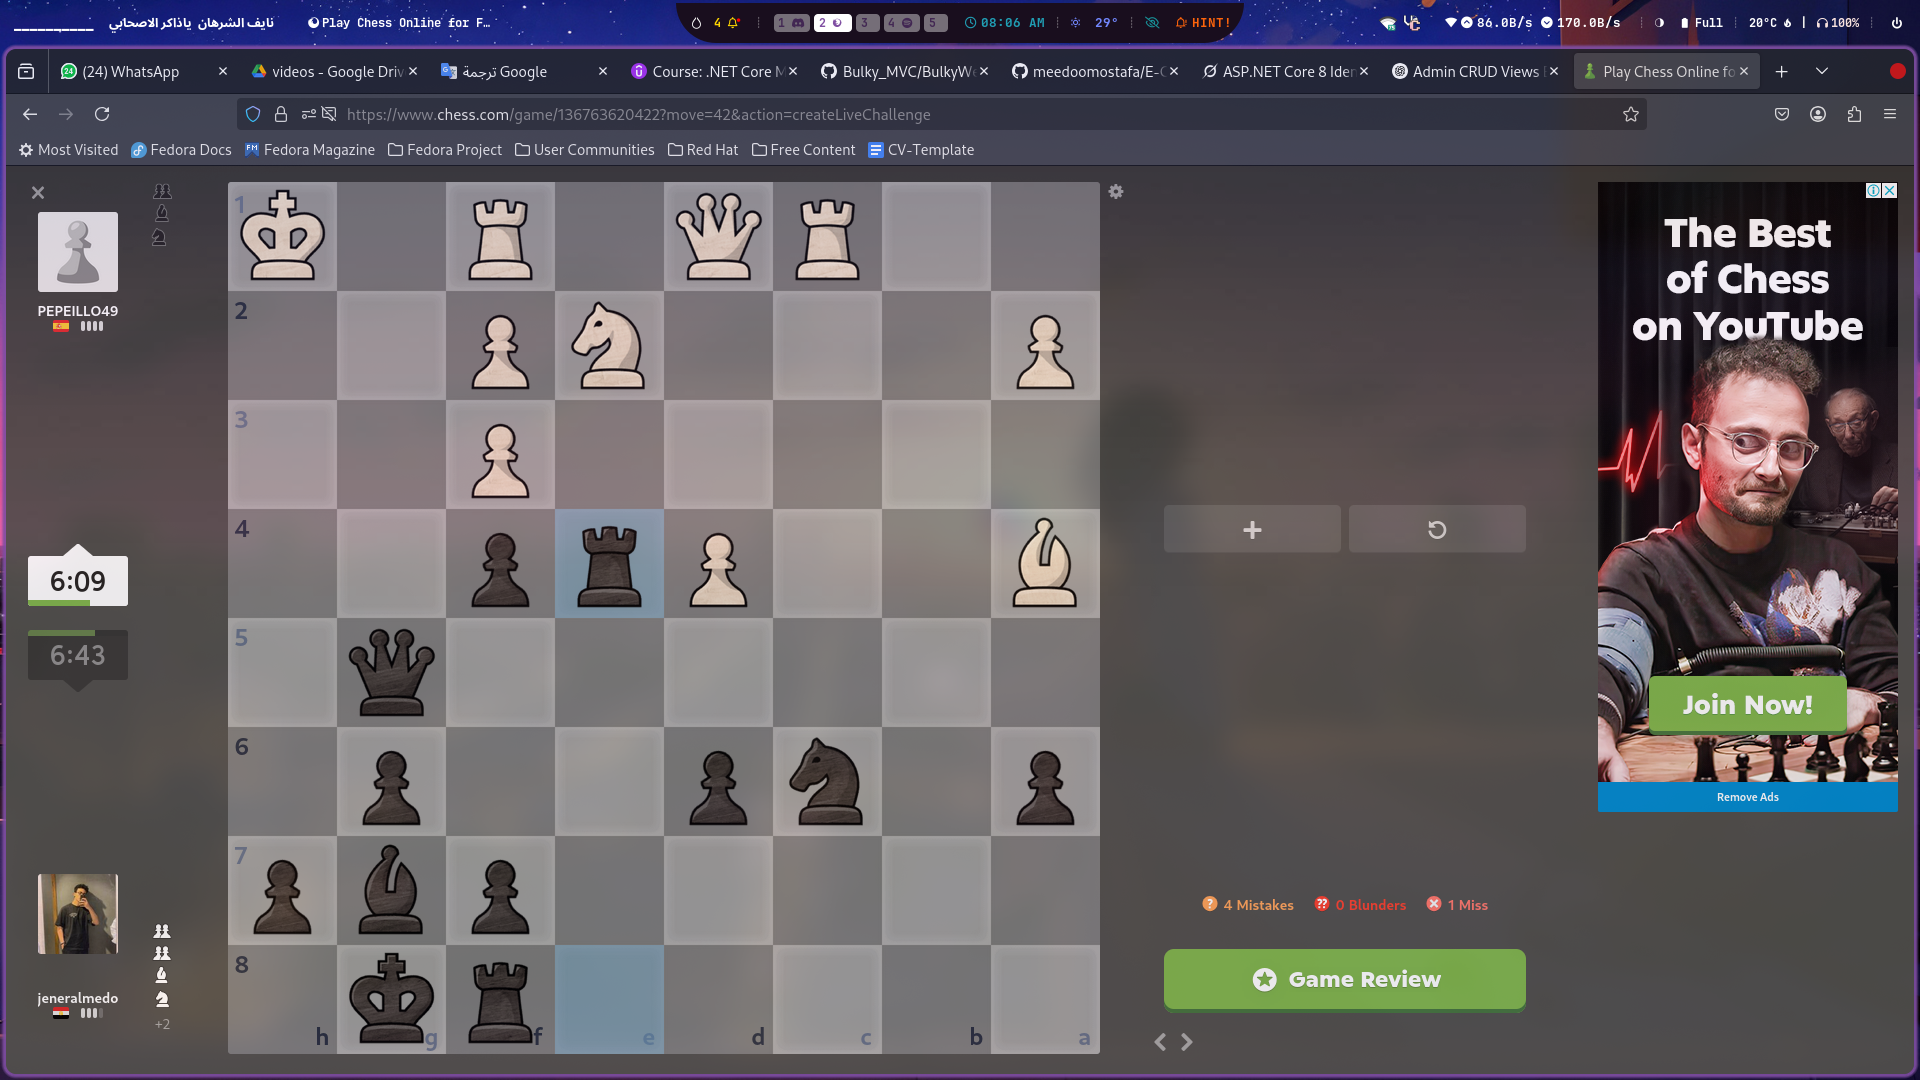 ___________ نايف الشرهان ياذاكر الاصحابي
Play Chess Online for F…
4
1 2 3 4 5
08:06 AM
29°
HINT!
86.0B/s 170.0B/s
Full
20°C
|
100%
(24) WhatsApp
videos - Google Driv
ترجمة Google
Course: .NET Core M
Bulky_MVC/BulkyWe
meedoomostafa/E-C
ASP.NET Core 8 Iden
Admin CRUD Views
Play Chess Online fo
https://www.chess.com/game/136763620422?move=42&action=createLiveChallenge
Most Visited
Fedora Docs
Fedora Magazine
Fedora Project
User Communities
Red Hat
Free Content
CV-Template
PEPEILLO49
6:09
6:43
jeneralmedo
+2
1
2
3
4
5
6
7
8
h g f e d c b a
4 Mistakes
?? 0 Blunders
1 Miss
Game Review
The Best
of Chess
on YouTube
Join Now!
Remove Ads